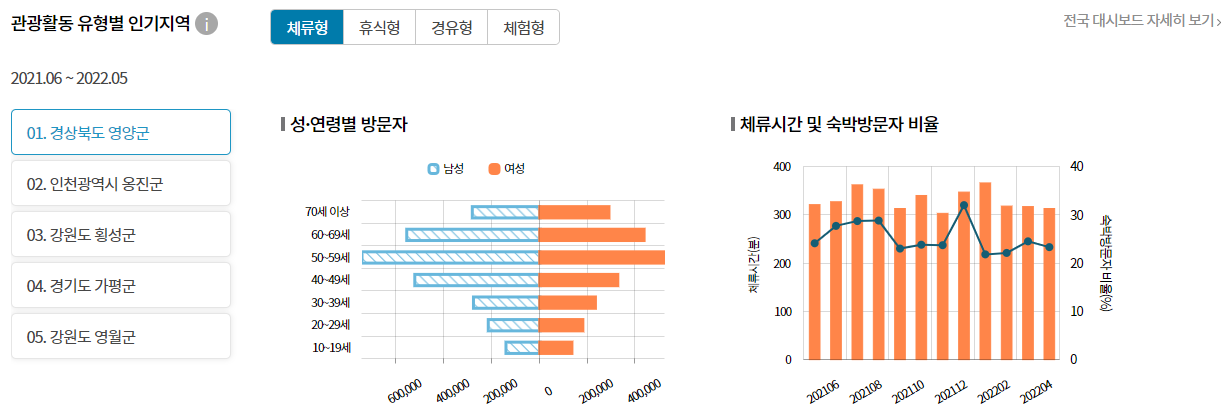 관광활동 유형별 인기지역 i
체류형 휴식형 경유형 체험형
전국 대시보드 자세히 보기 >
2021.06 ~ 2022.05
01. 경상북도 영양군
02. 인천광역시 옹진군
03. 강원도 횡성군
04. 경기도 가평군
05. 강원도 영월군
성·연령별 방문자
남성 여성
70세 이상
60~69세
50~59세
40~49세
30~39세
20~29세
10~19세
600,000 400,000 200,000 0 200,000 400,000
체류시간 및 숙박방문자 비율
체류시간(분)
400
300
200
100
0
40
30
20
10
0
숙박방문자 비율(%)
202106 202108 202110 202112 202202 202204